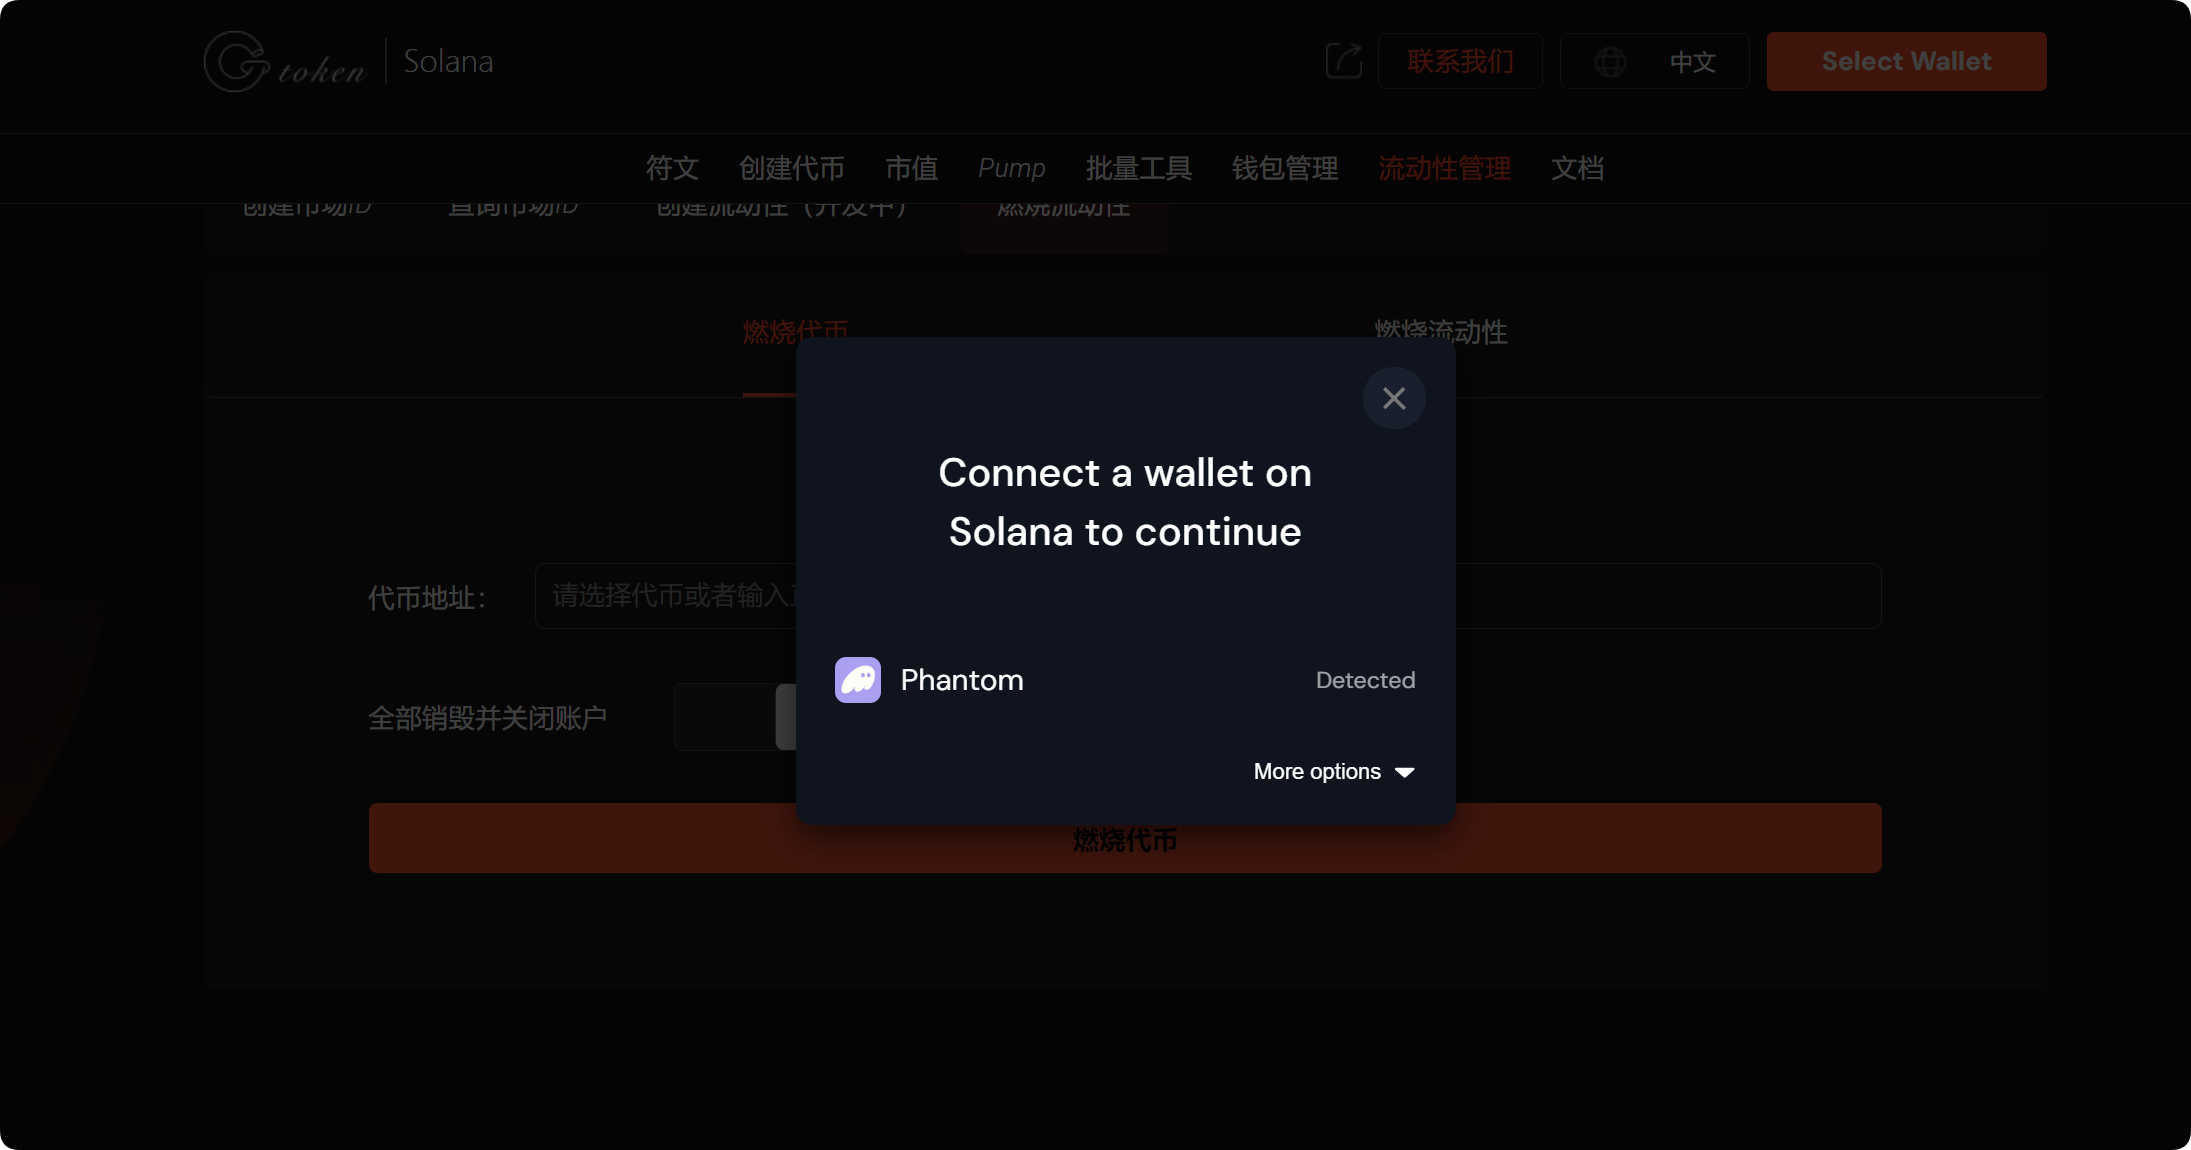 Gtoken | Solana
联系我们
中文
Select Wallet
符文 创建代币 市值 Pump 批量工具 钱包管理 流动性管理 文档
创建市场ID 查询市场ID 创建流动性（开发中） 燃烧流动性
燃烧代币 燃烧流动性
Connect a wallet on
Solana to continue
代币地址：
请选择代币或者输入
Phantom
Detected
全部销毁并关闭账户
More options
燃烧代币